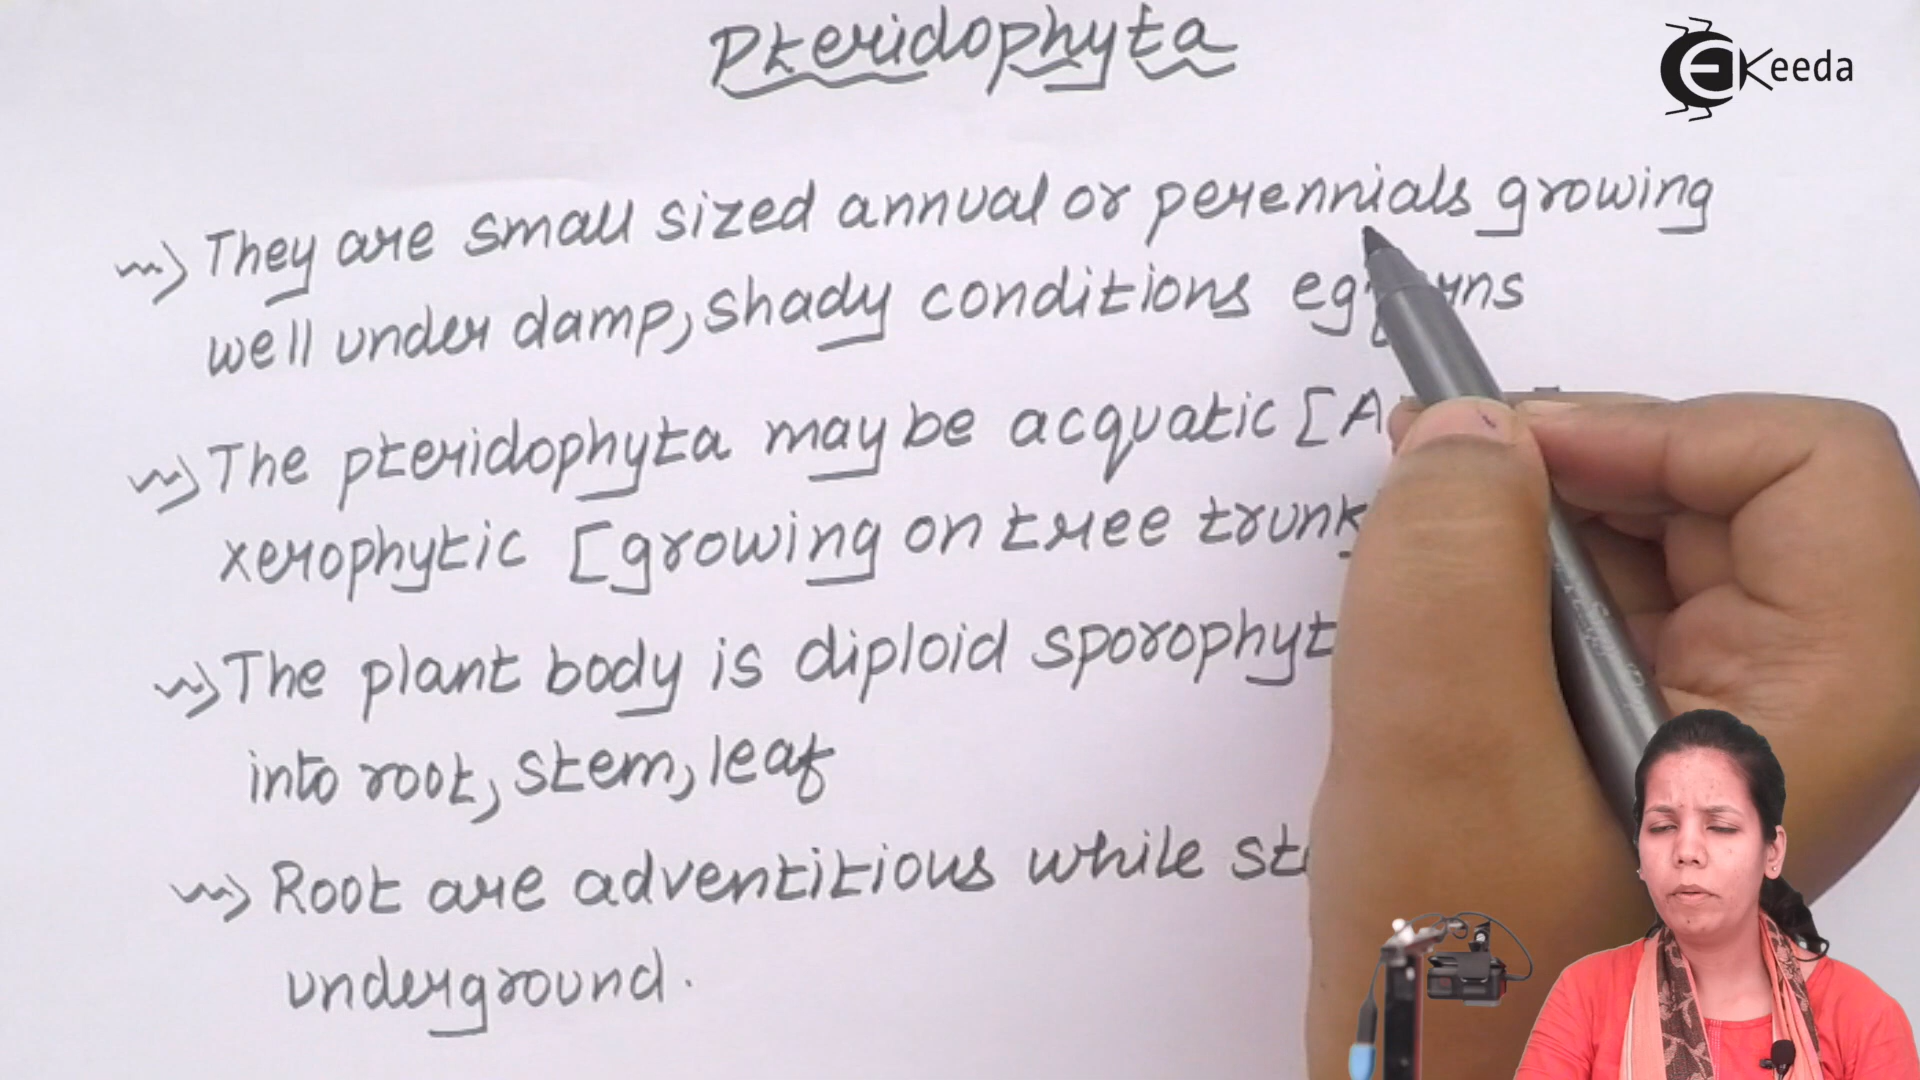 Pteridophyta
EKeeda
They are small sized annual or perennials growing
well under damp, shady conditions eg
The pteridophyta may be acquatic [A
xerophytic [growing on tree trunk
The plant body is diploid sporophyt
into root, stem, leaf
Root are adventitious while
underground.